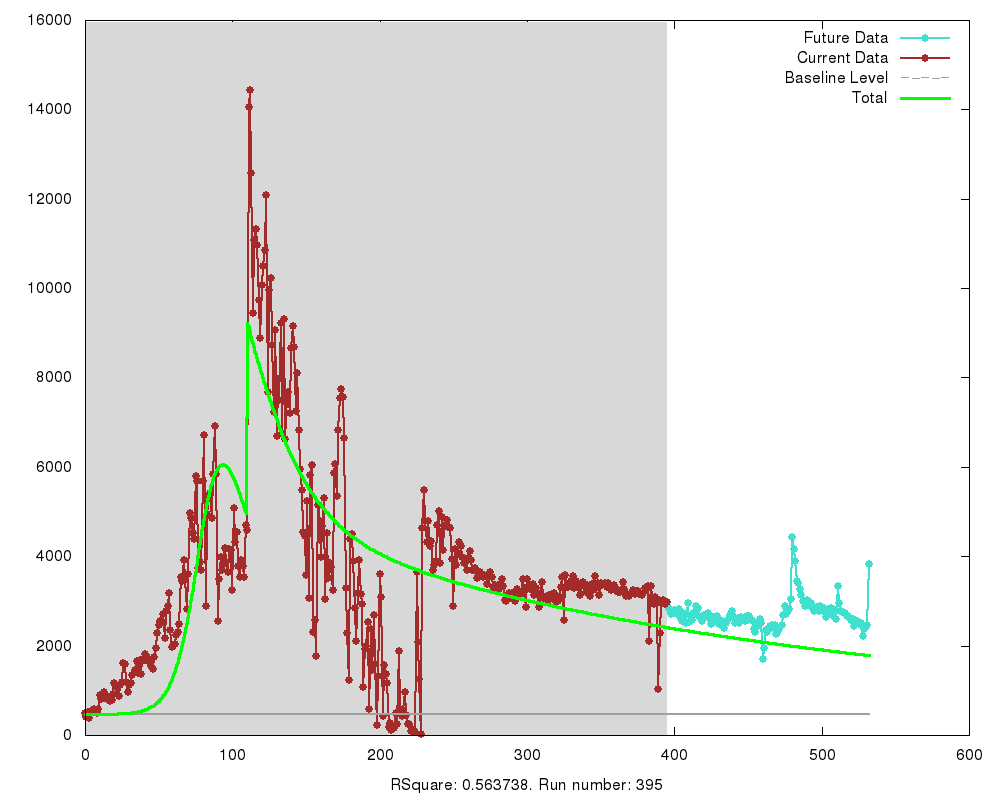 16000
14000
12000
10000
8000
6000
4000
2000
0
0 100 200 300 400 500 600
Future Data
Current Data
Baseline Level
Total
RSquare: 0.563738. Run number: 395